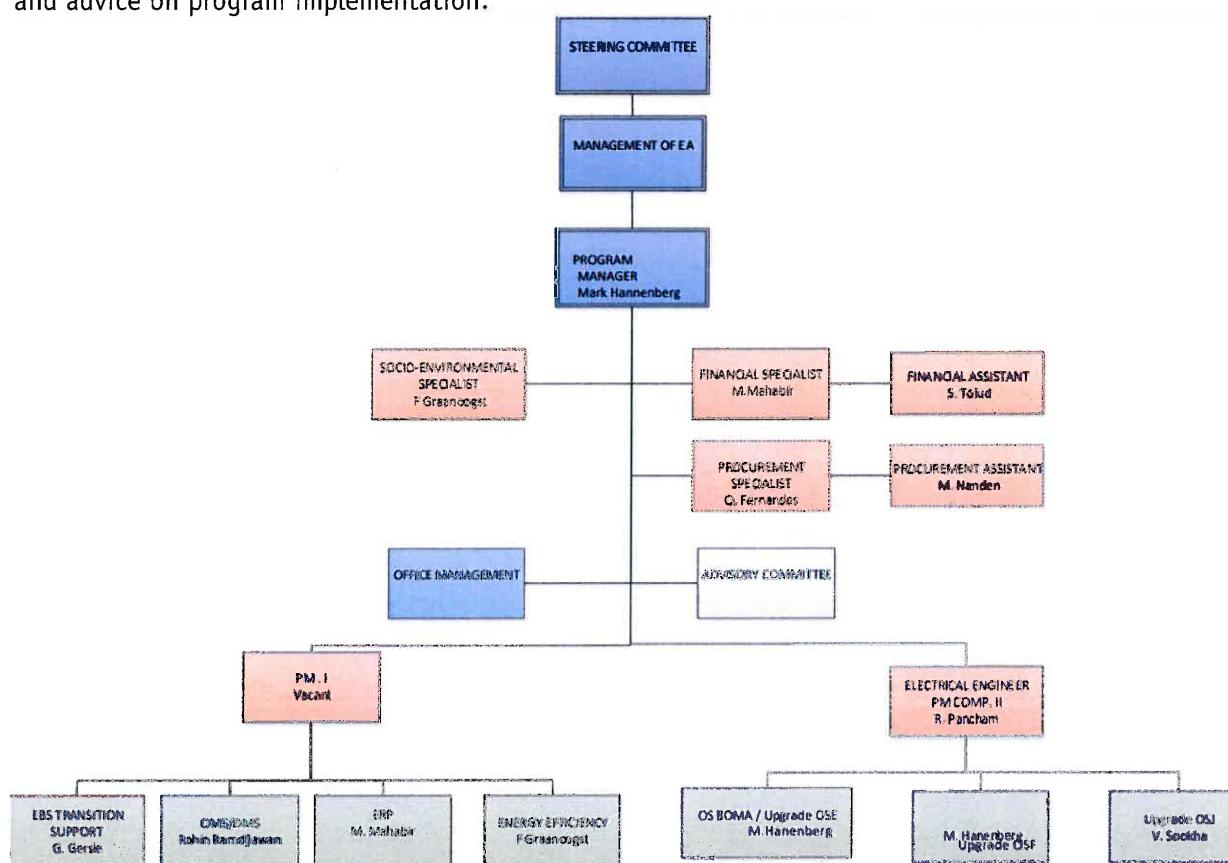 and advice on program implementation.
STEERING COMMITTEE
MANAGEMENT OF EA
PROGRAM
MANAGER
Mark Hannenberg
SOCIO-ENVIRONMENTAL
SPECIALIST
F Graanoogst
FINANCIAL SPECIALIST
M. Mahabir
FINANCIAL ASSISTANT
S. Tolud
PROCUREMENT
SPECIALIST
Q. Fernandes
PROCUREMENT ASSISTANT
M. Nanden
OFFICE MANAGEMENT
ADVISORY COMMITTEE
PM. I
Vacant
ELECTRICAL ENGINEER
PM COMP. II
R. Pancham
EBS TRANSITION
SUPPORT
G. Gersie
Rohin Ramdjiawan
ERP
M. Mahabir
ENERGY EFFICIENCY
F Graanoogst
OS BOMA / Upgrade OSE
M. Hanenberg
M. Hanenberg
Upgrade OSF
Upgrade OSJ
V. Sookha